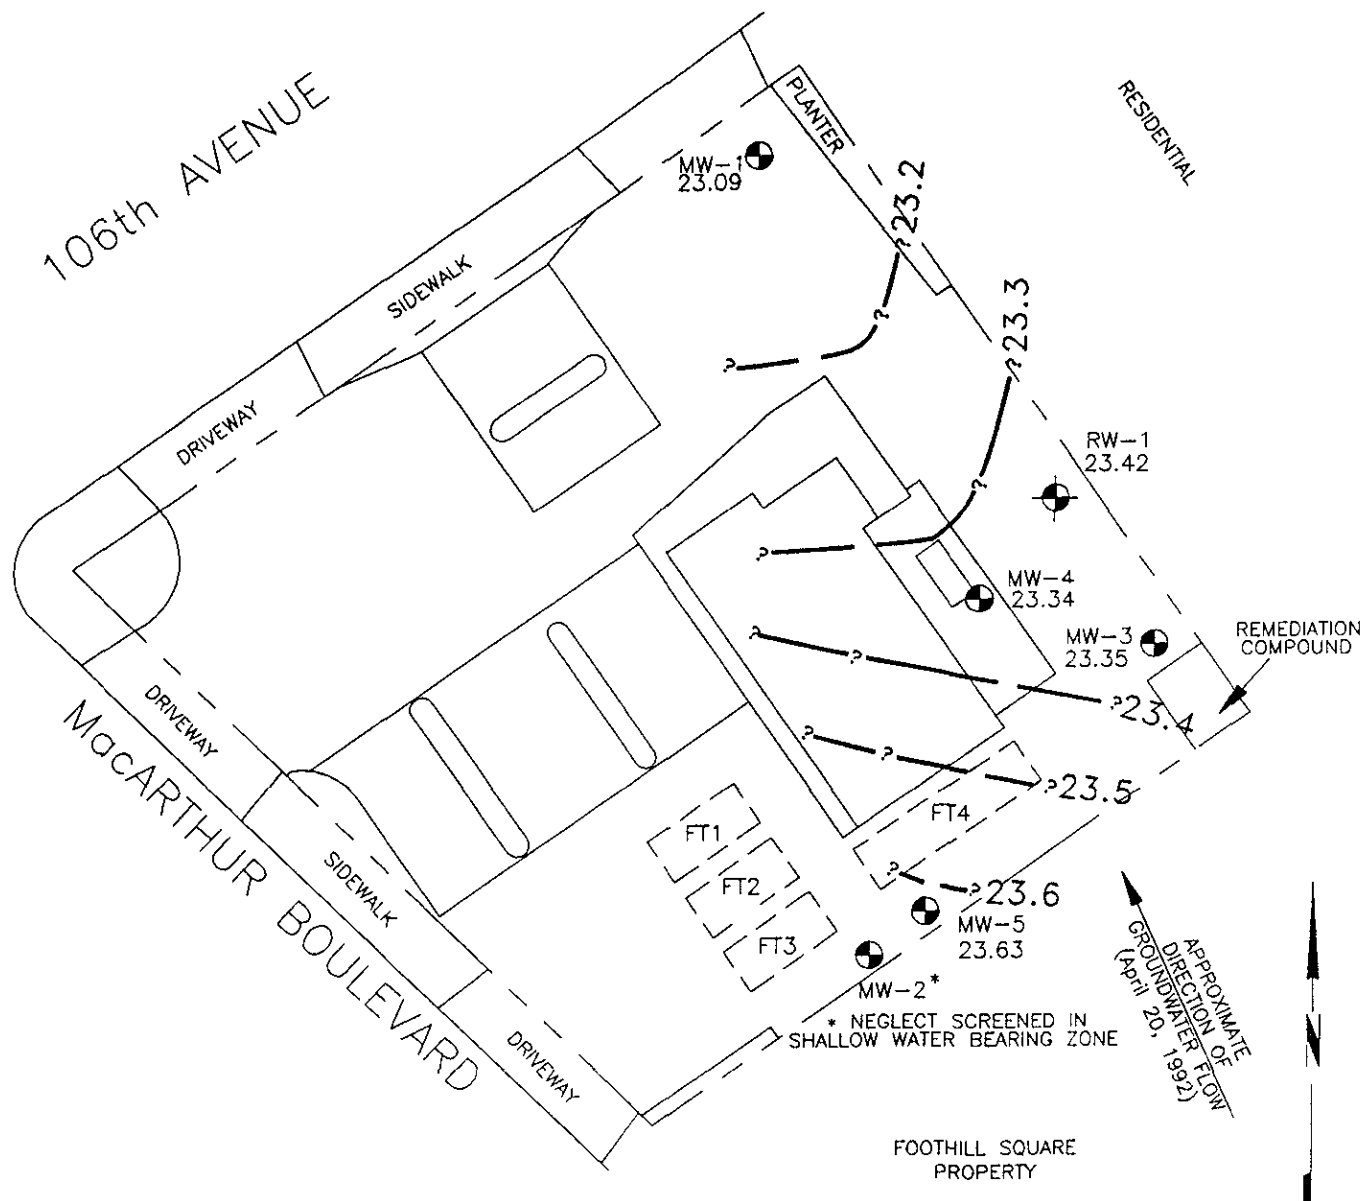 106th AVENUE
RESIDENTIAL
PLANTER
MW-1
23.09
23.2
SIDEWALK
23.3
DRIVEWAY
RW-1
23.42
MW-4
23.34
MW-3
23.35
REMEDIATION
COMPOUND
DRIVEWAY
23.4
MacARTHUR BOULEVARD
23.5
FT4
FT1
FT2
FT3
SIDEWALK
23.6
MW-5
23.63
MW-2*
* NEGLECT SCREENED IN
SHALLOW WATER BEARING ZONE
DRIVEWAY
APPROXIMATE
DIRECTION OF
GROUNDWATER FLOW
(April 20, 1992)
N
FOOTHILL SQUARE
PROPERTY
?
?
?
?
?
?
?
?
?
?
?
?
?
?